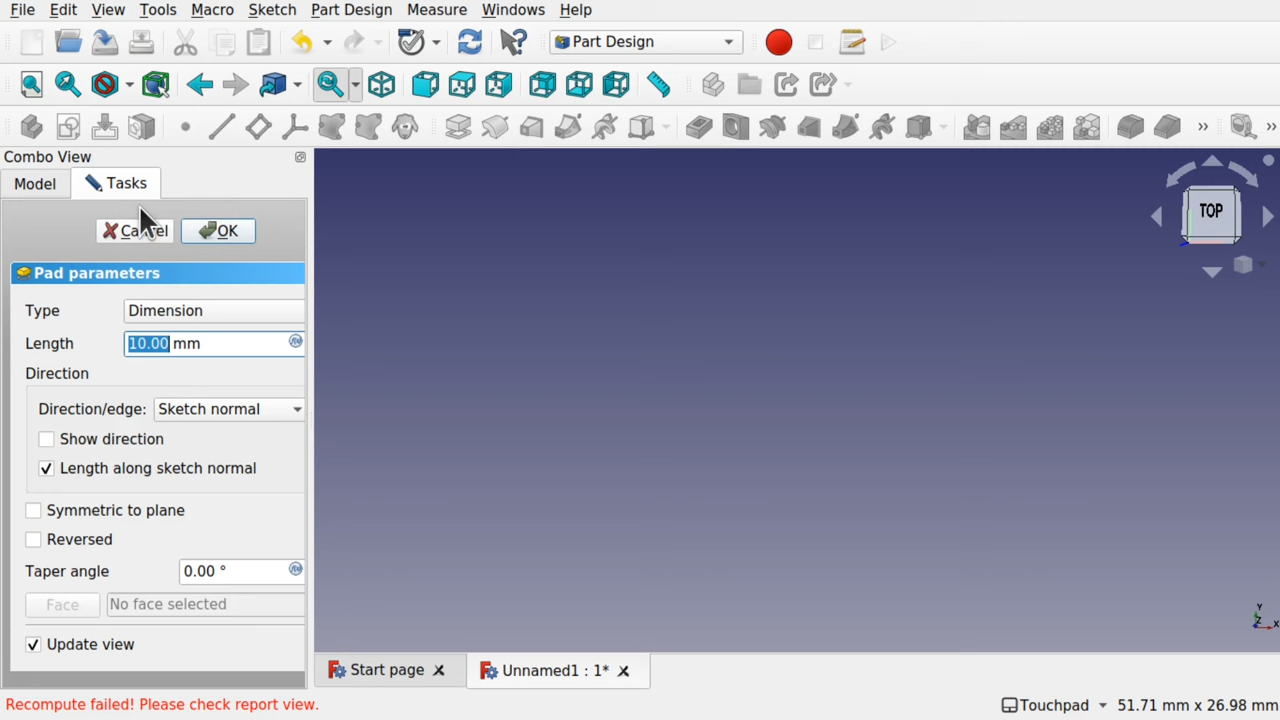 File Edit View Tools Macro Sketch Part Design Measure Windows Help
Part Design
Combo View
Model Tasks
OK
Pad parameters
Type Dimension
Length 10.00 mm
Direction
Direction/edge: Sketch normal
Show direction
Length along sketch normal
Symmetric to plane
Reversed
Taper angle 0.00 °
Face No face selected
Update view
TOP
Y
Z X
Start page Unnamed1 : 1*
Recompute failed! Please check report view. Touchpad 51.71 mm x 26.98 mm